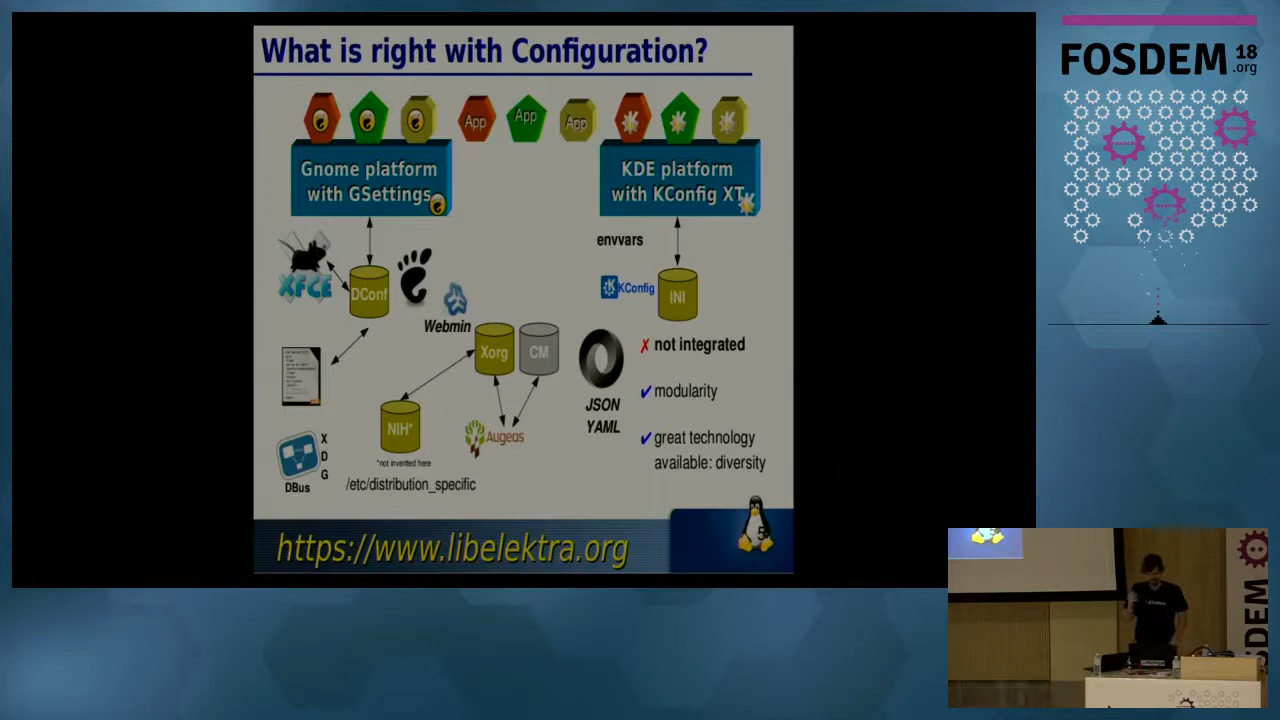 What is right with Configuration?
App
App
App
Gnome platform
with GSettings
KDE platform
with KConfig XT
envvars
XFCE
DConf
KConfig
INI
Webmin
Xorg
CM
✗ not integrated
✔ modularity
JSON
YAML
NIH*
Augeas
✔ great technology
available: diversity
*not invented here
X
D
G
DBus
/etc/distribution_specific
5
https://www.libelektra.org
FOSDEM 18
.org
FOSDEM